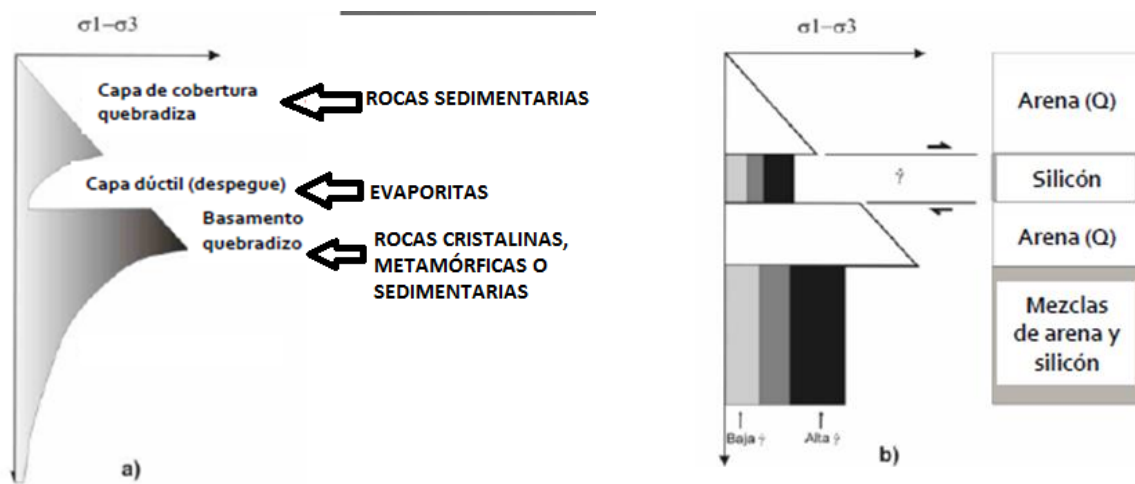 σ1−σ3
Capa de cobertura
quebradiza
ROCAS SEDIMENTARIAS
Capa dúctil (despegue)
EVAPORITAS
Basamento
quebradizo
ROCAS CRISTALINAS,
METAMÓRFICAS O
SEDIMENTARIAS
a)
σ1−σ3
Arena (Q)
γ̇
Silicón
Arena (Q)
Mezclas
de arena y
silicón
Baja γ̇
Alta γ̇
b)